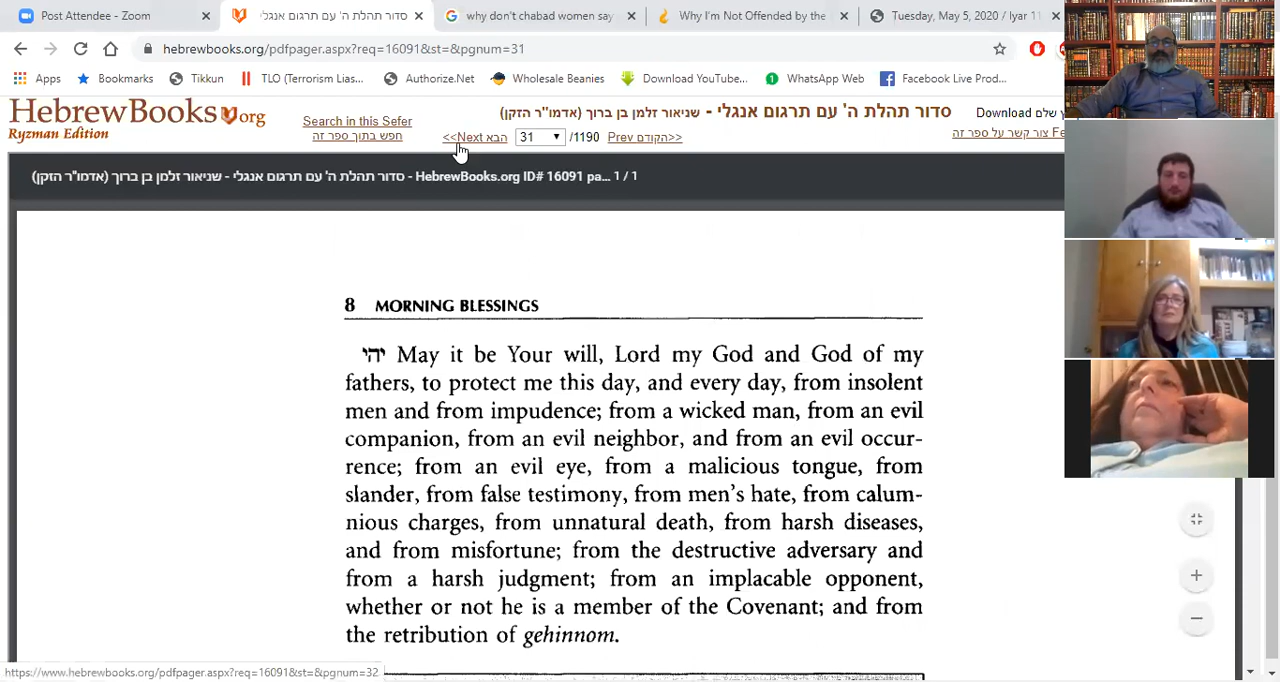 Post Attendee - Zoom
סדור תהלת ה' עם תרגום אנגלי
why don't chabad women say
Why I'm Not Offended by the
Tuesday, May 5, 2020 / Iyar 11
hebrewbooks.org/pdfpager.aspx?req=16091&st=&pgnum=31
Apps
Bookmarks
Tikkun
TLO (Terrorism Lias...
Authorize.Net
Wholesale Beanies
Download YouTube...
WhatsApp Web
Facebook Live Prod...
HebrewBooks.org
Ryzman Edition
Search in this Sefer
חפש בתוך ספר זה
<<Next הבא
31
/1190
Prev הקודם>>
סדור תהלת ה' עם תרגום אנגלי - שניאור זלמן בן ברוך (אדמו"ר הזקן)
Download
שלם
צור קשר על ספר זה
Fe
סדור תהלת ה' עם תרגום אנגלי - שניאור זלמן בן ברוך (אדמו"ר הזקן) - HebrewBooks.org ID# 16091 pa... 1 / 1
8 MORNING BLESSINGS
יהי May it be Your will, Lord my God and God of my
fathers, to protect me this day, and every day, from insolent
men and from impudence; from a wicked man, from an evil
companion, from an evil neighbor, and from an evil occur-
rence; from an evil eye, from a malicious tongue, from
slander, from false testimony, from men's hate, from calum-
nious charges, from unnatural death, from harsh diseases,
and from misfortune; from the destructive adversary and
from a harsh judgment; from an implacable opponent,
whether or not he is a member of the Covenant; and from
the retribution of gehinnom.
https://www.hebrewbooks.org/pdfpager.aspx?req=16091&st=&pgnum=32